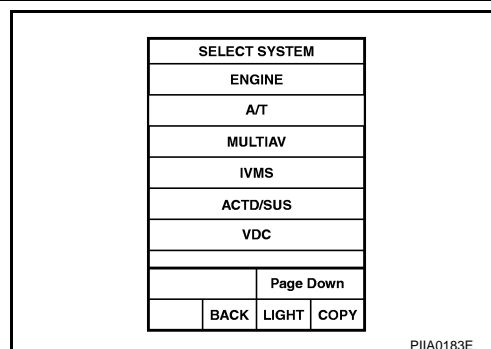 SELECT SYSTEM
ENGINE
A/T
MULTIAV
IVMS
ACTD/SUS
VDC
Page Down
BACK LIGHT COPY
PIIA0183E